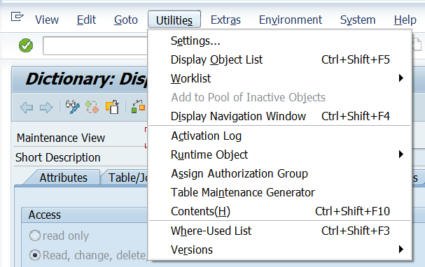 View Edit Goto Utilities Extras Environment System Help
Settings...
Dictionary: Disp
Display Object List Ctrl+Shift+F5
Worklist
Add to Pool of Inactive Objects
Display Navigation Window Ctrl+Shift+F4
Maintenance View
Activation Log
Short Description
Runtime Object
Attributes Table/Jo
Assign Authorization Group
Table Maintenance Generator
Access
Contents(H) Ctrl+Shift+F10
read only
Where-Used List Ctrl+Shift+F3
Read, change, delete,
Versions